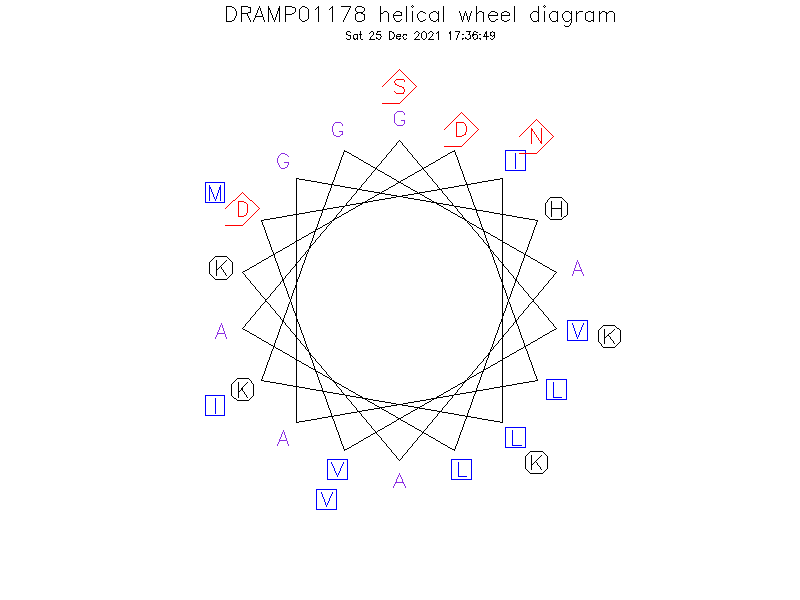 DRAMP01178 helical wheel diagram
Sat 25 Dec 2021 17:36:49
S
G
G
D
N
G
I
M
D
H
K
A
A
V
K
I
K
L
A
L
V
L
K
A
V